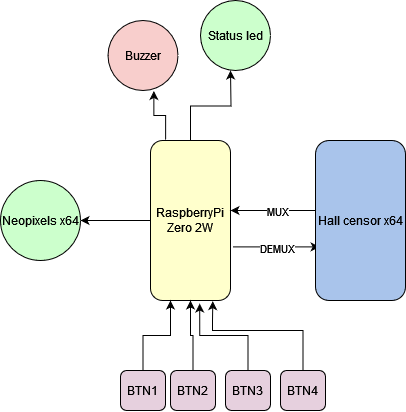 Status led
Buzzer
RaspberryPi
Zero 2W
MUX
Hall censor x64
Neopixels x64
DEMUX
BTN1
BTN2
BTN3
BTN4